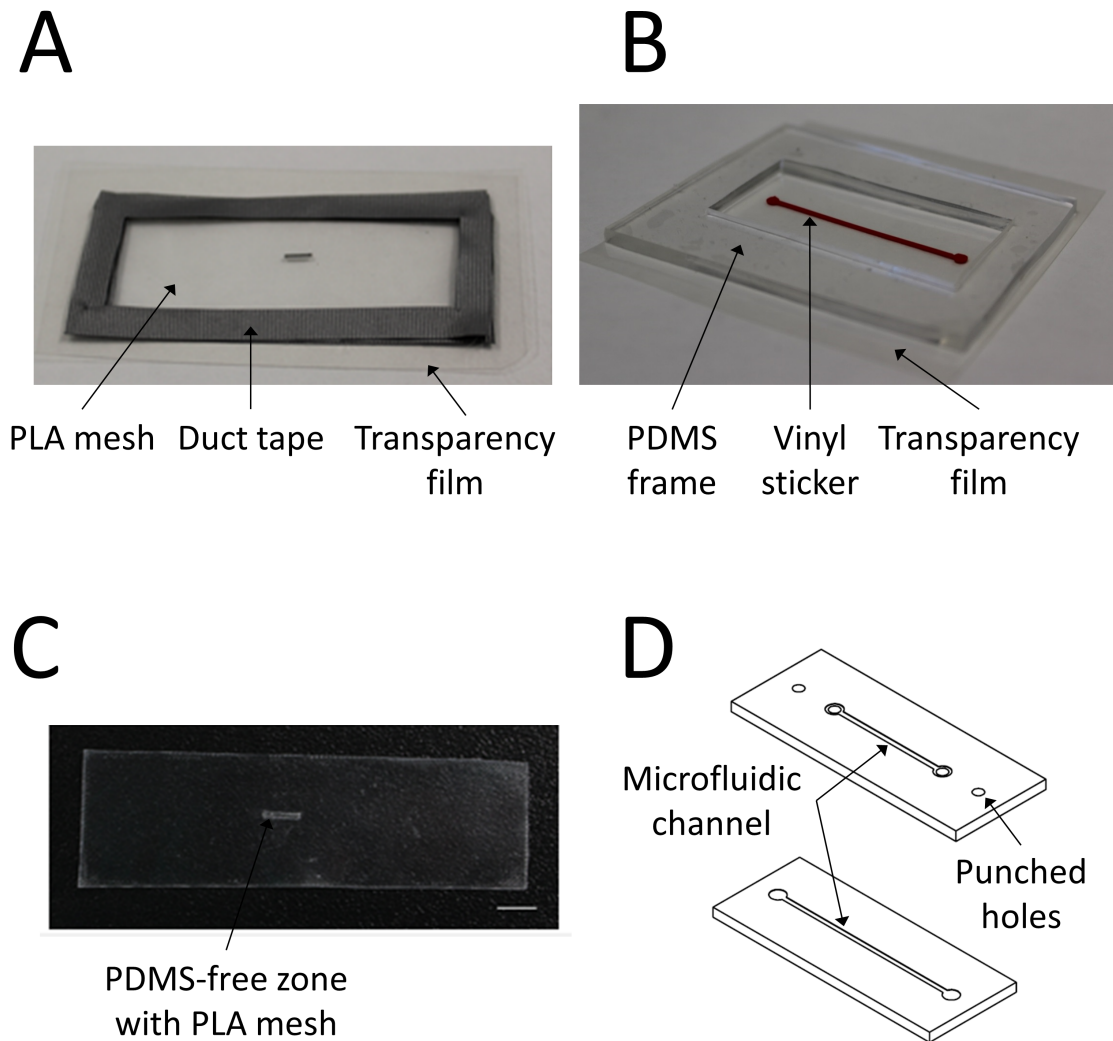 A
B
PLA mesh
Duct tape
Transparency
film
PDMS
frame
Vinyl
sticker
Transparency
film
C
D
Microfluidic
channel
Punched
holes
PDMS-free zone
with PLA mesh